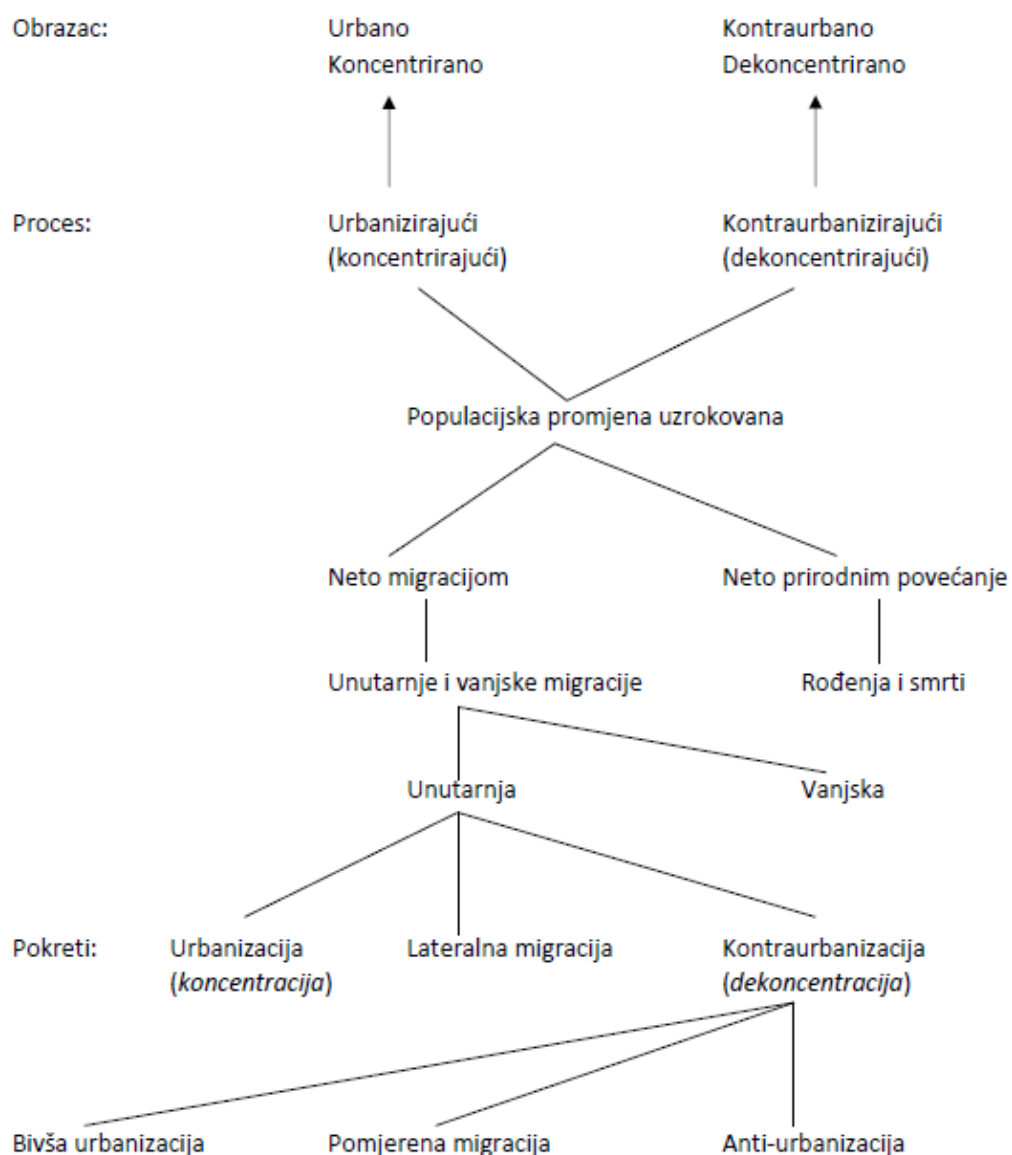 Obrazac: Urbano Kontraurbano
Koncentrirano Dekoncentrirano
Proces: Urbanizirajući Kontraurbanizirajući
(koncentrirajući) (dekoncentrirajući)
Populacijska promjena uzrokovana
Neto migracijom Neto prirodnim povećanje
Unutarnje i vanjske migracije Rođenja i smrti
Unutarnja Vanjska
Pokreti: Urbanizacija Lateralna migracija Kontraurbanizacija
(koncentracija) (dekoncentracija)
Bivša urbanizacija Pomjerena migracija Anti-urbanizacija